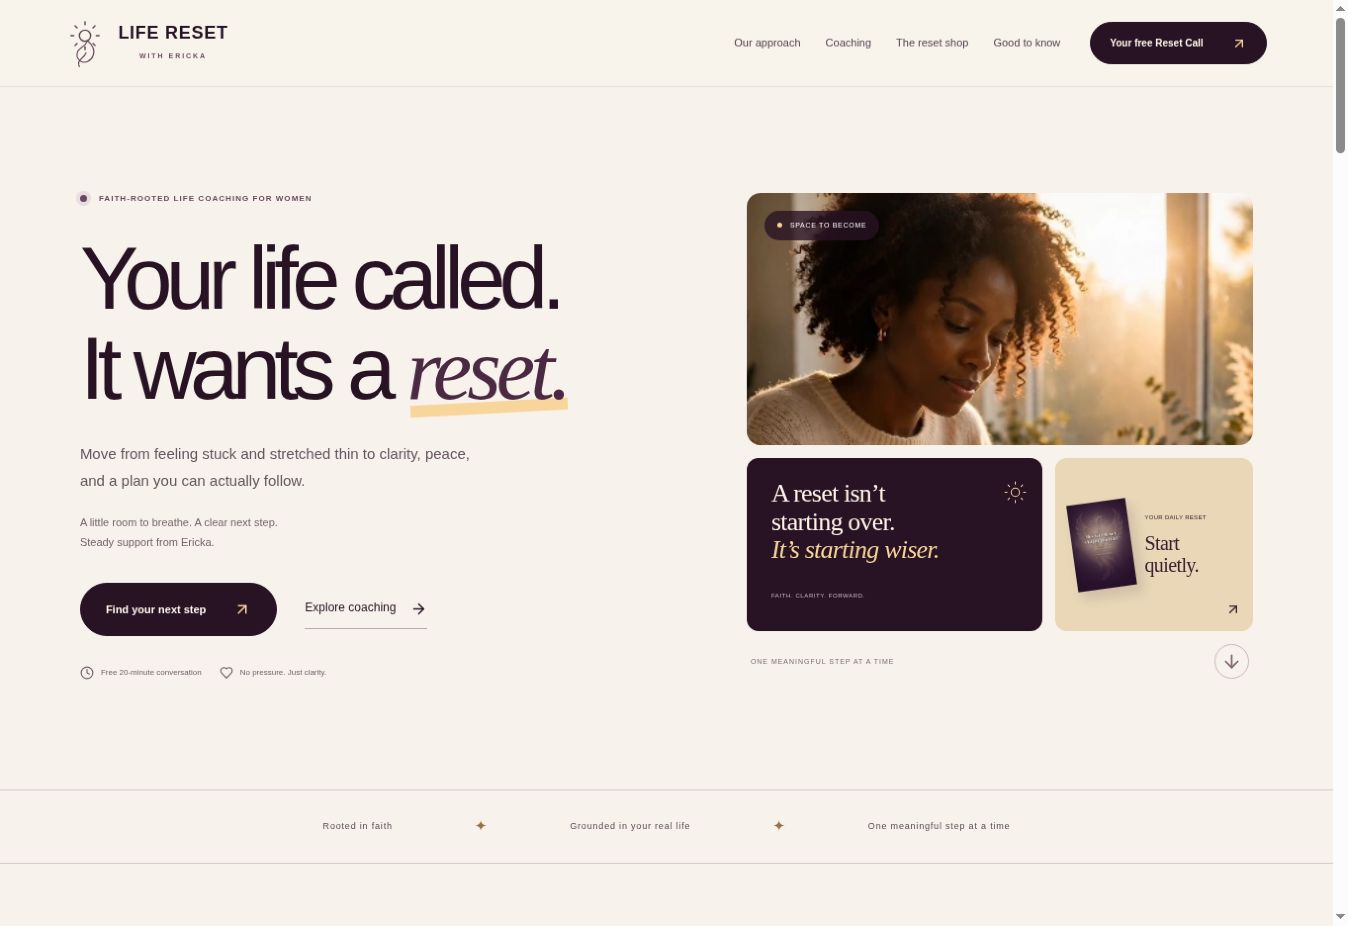 LIFE RESET
WITH ERICKA
Our approach
Coaching
The reset shop
Good to know
Your free Reset Call
FAITH-ROOTED LIFE COACHING FOR WOMEN
Your life called.
It wants a reset.
Move from feeling stuck and stretched thin to clarity, peace,
and a plan you can actually follow.
A little room to breathe. A clear next step.
Steady support from Ericka.
Find your next step
Explore coaching
Free 20-minute conversation
No pressure. Just clarity.
SPACE TO BECOME
A reset isn’t
starting over.
It’s starting wiser.
FAITH. CLARITY. FORWARD.
YOUR DAILY RESET
Start
quietly.
ONE MEANINGFUL STEP AT A TIME
Rooted in faith
Grounded in your real life
One meaningful step at a time